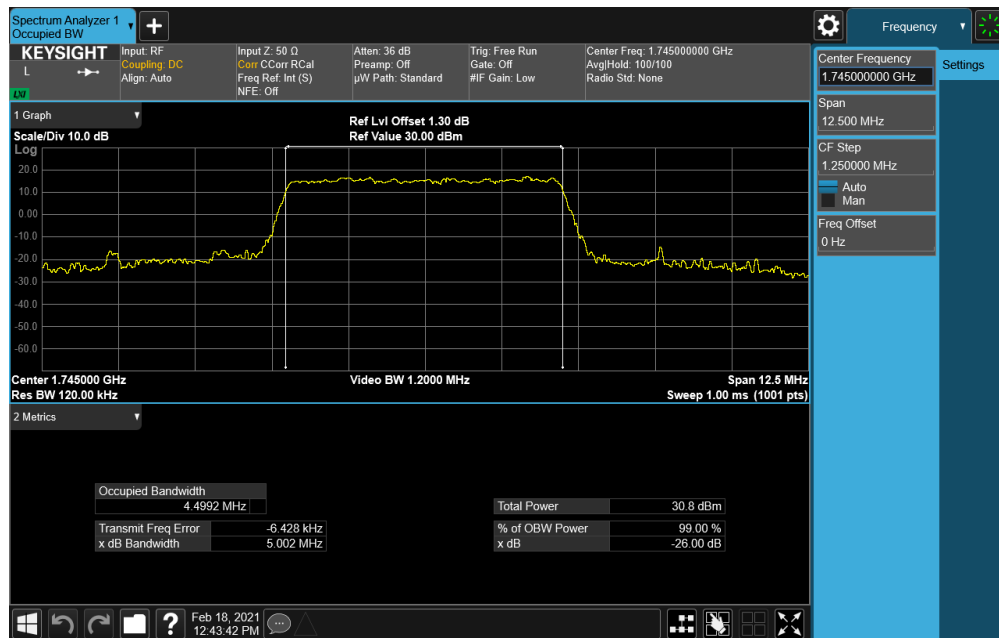 Spectrum Analyzer 1
Occupied BW
+
Frequency
KEYSIGHT
L
LXI
Input: RF
Coupling: DC
Align: Auto
Input Z: 50 Ω
Corr CCorr RCal
Freq Ref: Int (S)
NFE: Off
Atten: 36 dB
Preamp: Off
µW Path: Standard
Trig: Free Run
Gate: Off
#IF Gain: Low
Center Freq: 1.745000000 GHz
Avg|Hold: 100/100
Radio Std: None
Center Frequency
1.745000000 GHz
Settings
Span
12.500 MHz
CF Step
1.250000 MHz
Auto
Man
Freq Offset
0 Hz
1 Graph
Scale/Div 10.0 dB
Ref Lvl Offset 1.30 dB
Ref Value 30.00 dBm
Log
20.0
10.0
0.00
-10.0
-20.0
-30.0
-40.0
-50.0
-60.0
Center 1.745000 GHz
Video BW 1.2000 MHz
Span 12.5 MHz
Res BW 120.00 kHz
Sweep 1.00 ms (1001 pts)
2 Metrics
Occupied Bandwidth
4.4992 MHz
Total Power 30.8 dBm
Transmit Freq Error -6.428 kHz
% of OBW Power 99.00 %
x dB Bandwidth 5.002 MHz
x dB -26.00 dB
?
Feb 18, 2021
12:43:42 PM